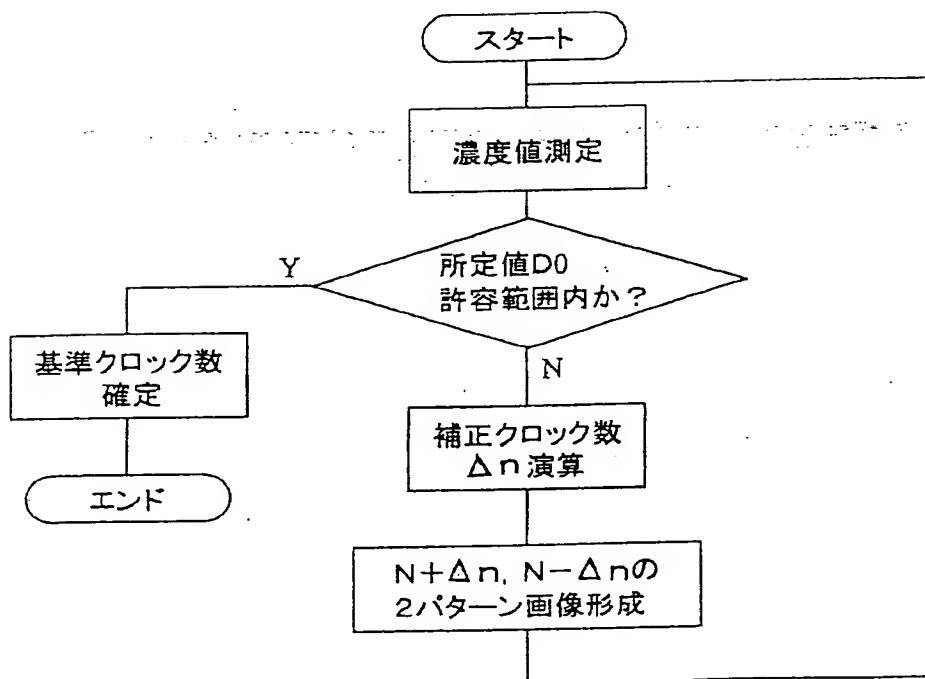 スタート
濃度値測定
所定値D0
許容範囲内か？
Y
N
基準クロック数
確定
エンド
補正クロック数
Δn演算
N+Δn, N-Δnの
2パターン画像形成